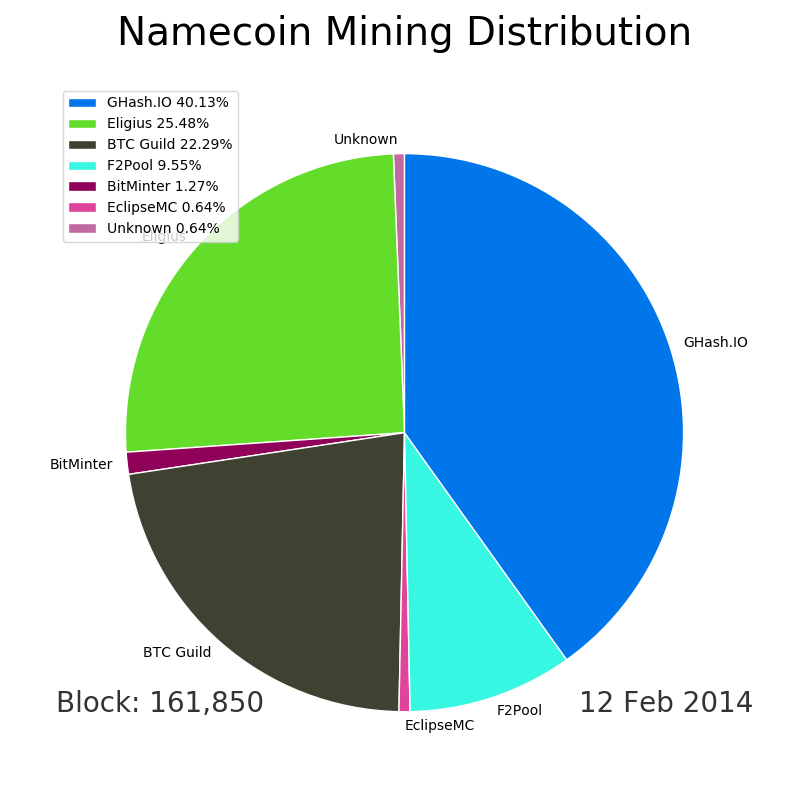 Namecoin Mining Distribution
GHash.IO 40.13%
Eligius 25.48%
BTC Guild 22.29%
F2Pool 9.55%
BitMinter 1.27%
EclipseMC 0.64%
Unknown 0.64%
Unknown
Eligius
GHash.IO
BitMinter
BTC Guild
F2Pool
EclipseMC
Block: 161,850
12 Feb 2014